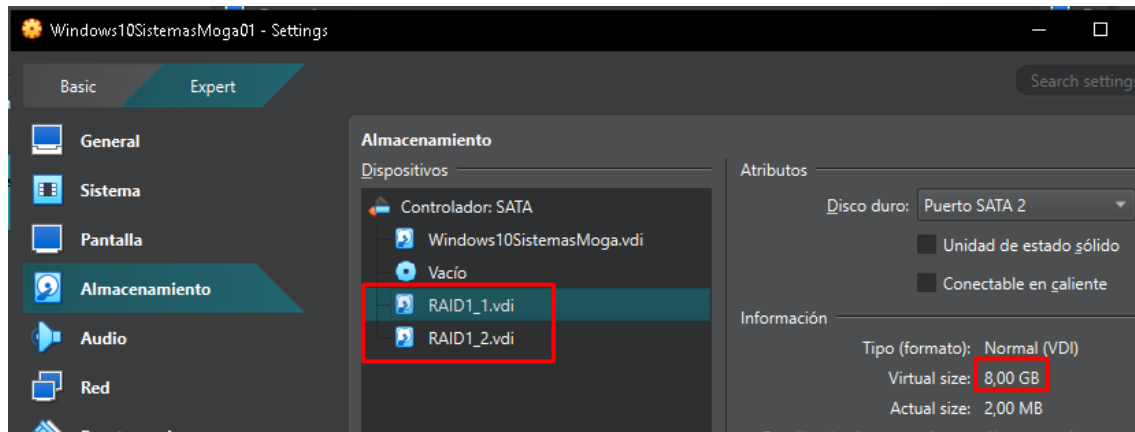 Windows10SistemasMoga01 - Settings
Basic
Expert
Search settings
General
Sistema
Pantalla
Almacenamiento
Audio
Red
Almacenamiento
Dispositivos
Controlador: SATA
Windows10SistemasMoga.vdi
Vacío
RAID1_1.vdi
RAID1_2.vdi
Atributos
Disco duro: Puerto SATA 2
Unidad de estado sólido
Conectable en caliente
Información
Tipo (formato): Normal (VDI)
Virtual size: 8,00 GB
Actual size: 2,00 MB